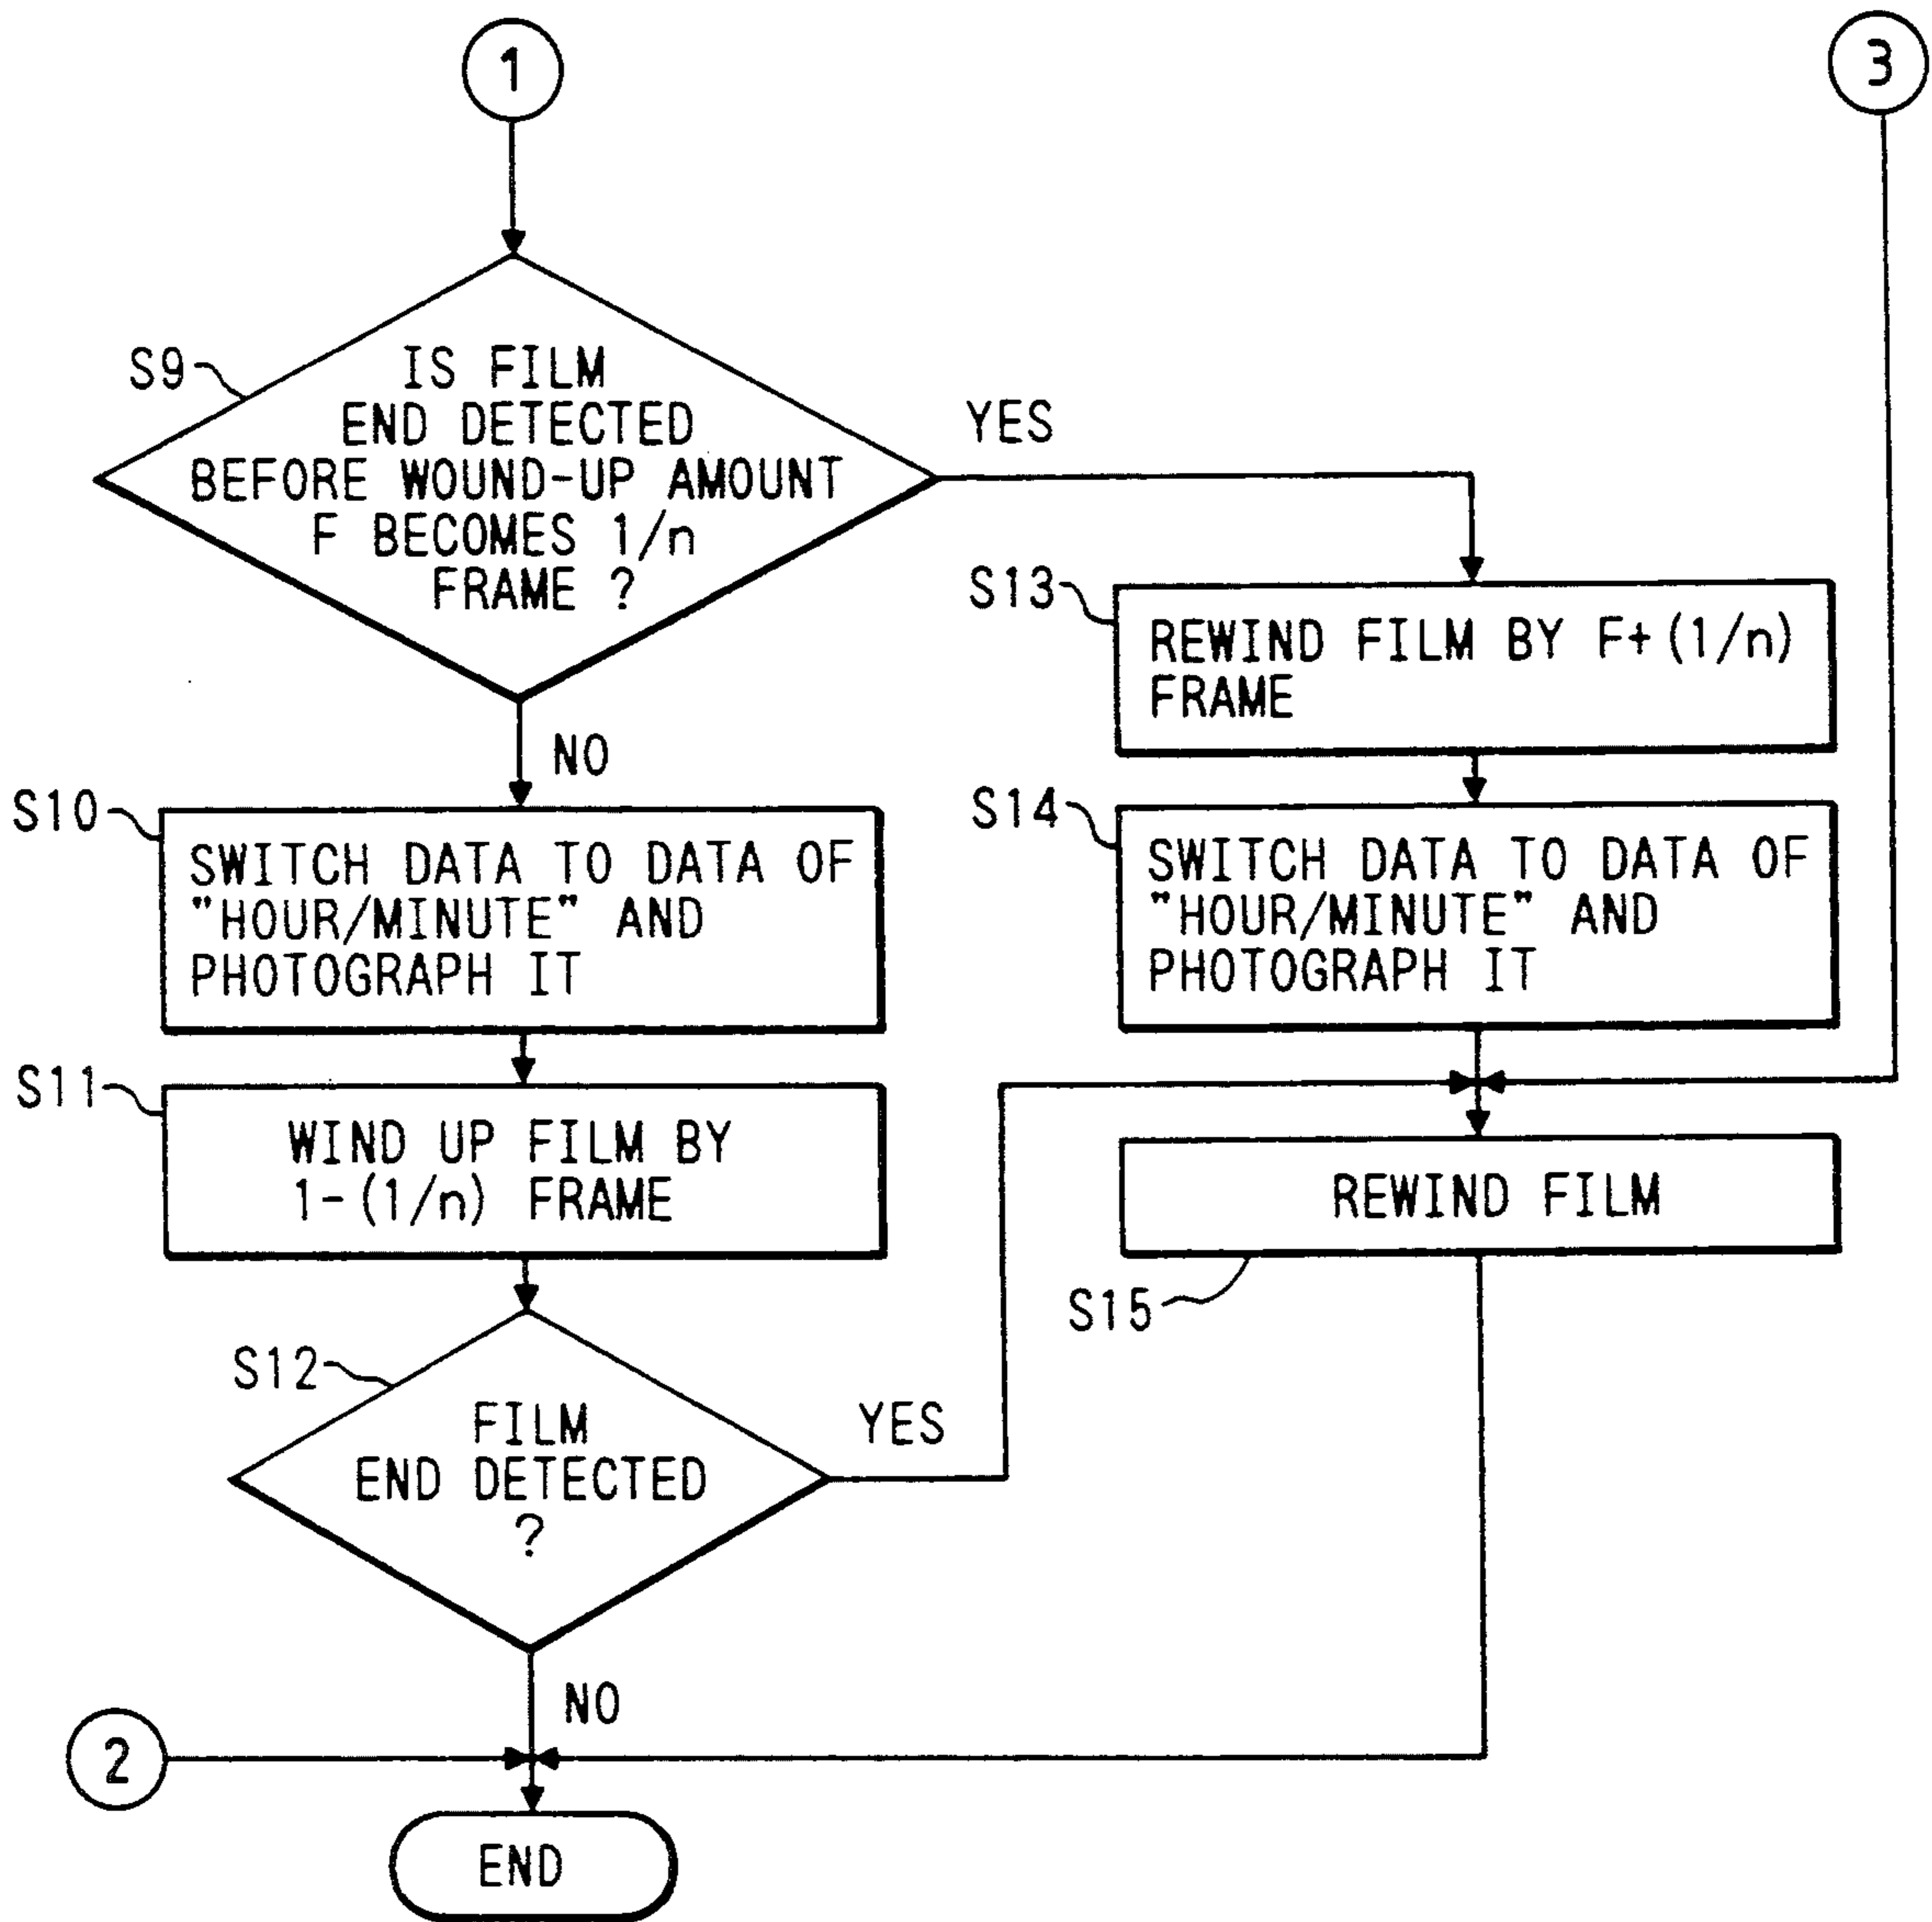 1
3
S9
IS FILM
END DETECTED
BEFORE WOUND-UP AMOUNT
F BECOMES 1/n
FRAME ?
YES
NO
S13
REWIND FILM BY F+(1/n)
FRAME
S10
SWITCH DATA TO DATA OF
"HOUR/MINUTE" AND
PHOTOGRAPH IT
S14
SWITCH DATA TO DATA OF
"HOUR/MINUTE" AND
PHOTOGRAPH IT
S11
WIND UP FILM BY
1-(1/n) FRAME
REWIND FILM
S15
S12
FILM
END DETECTED
?
YES
NO
2
END